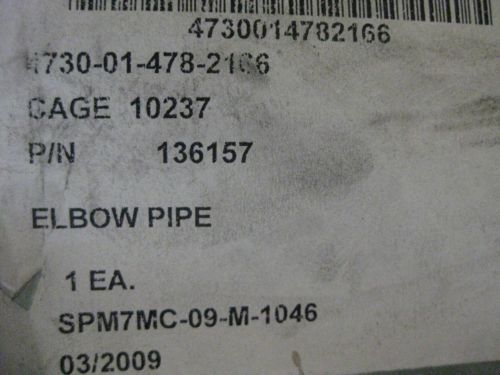 4730014782166
4730-01-478-2166
CAGE 10237
P/N 136157
ELBOW PIPE
1 EA.
SPM7MC-09-M-1046
03/2009